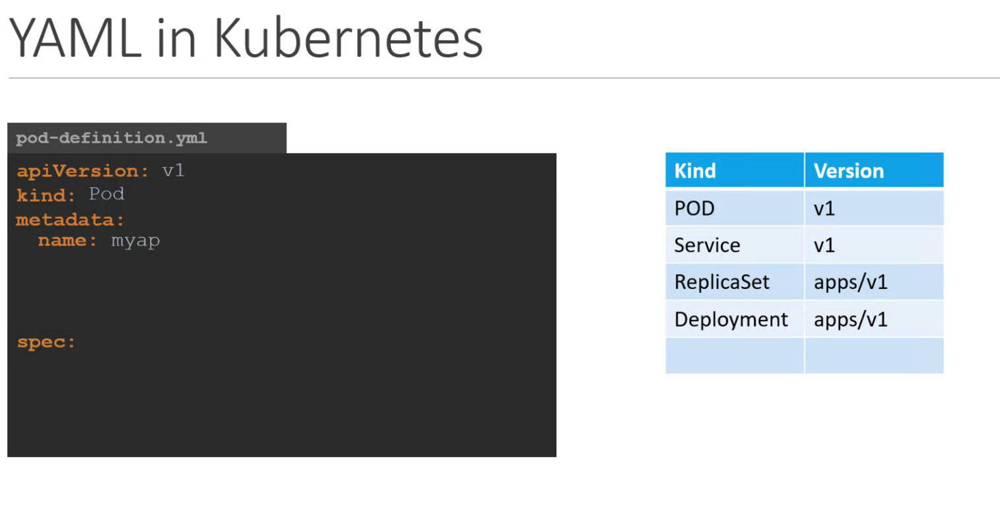 YAML in Kubernetes
pod-definition.yml
apiVersion: v1
kind: Pod
metadata:
  name: myap
spec:
Kind Version
POD v1
Service v1
ReplicaSet apps/v1
Deployment apps/v1